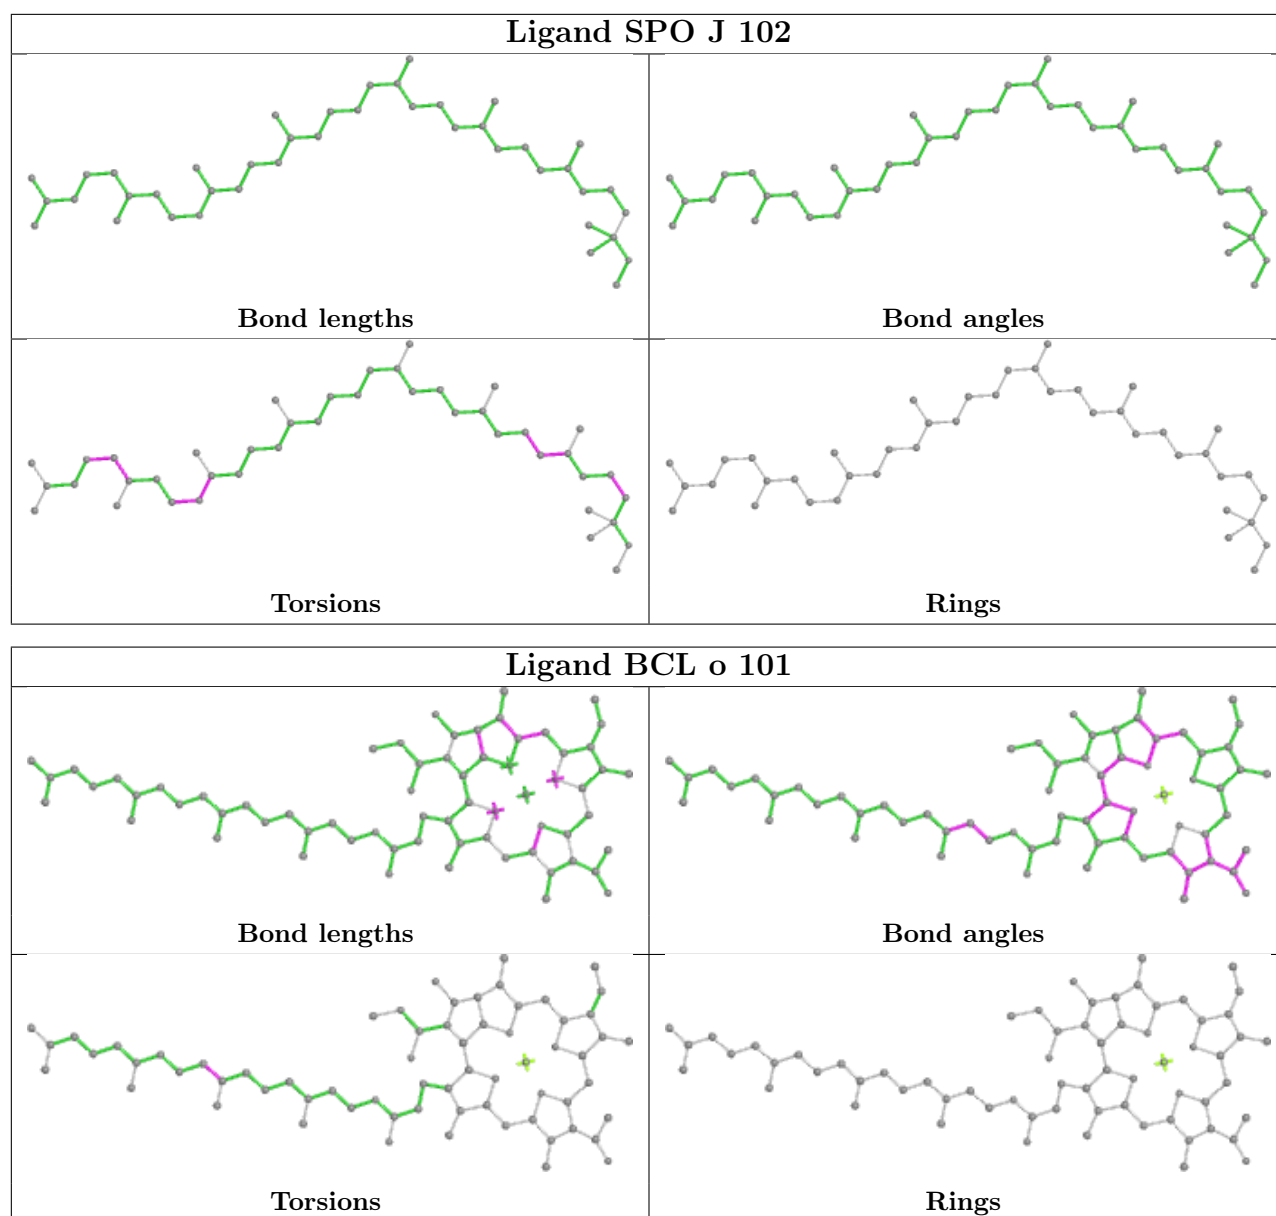 Ligand SPO J 102
Bond lengths
Bond angles
Torsions
Rings
Ligand BCL o 101
Bond lengths
Bond angles
Torsions
Rings